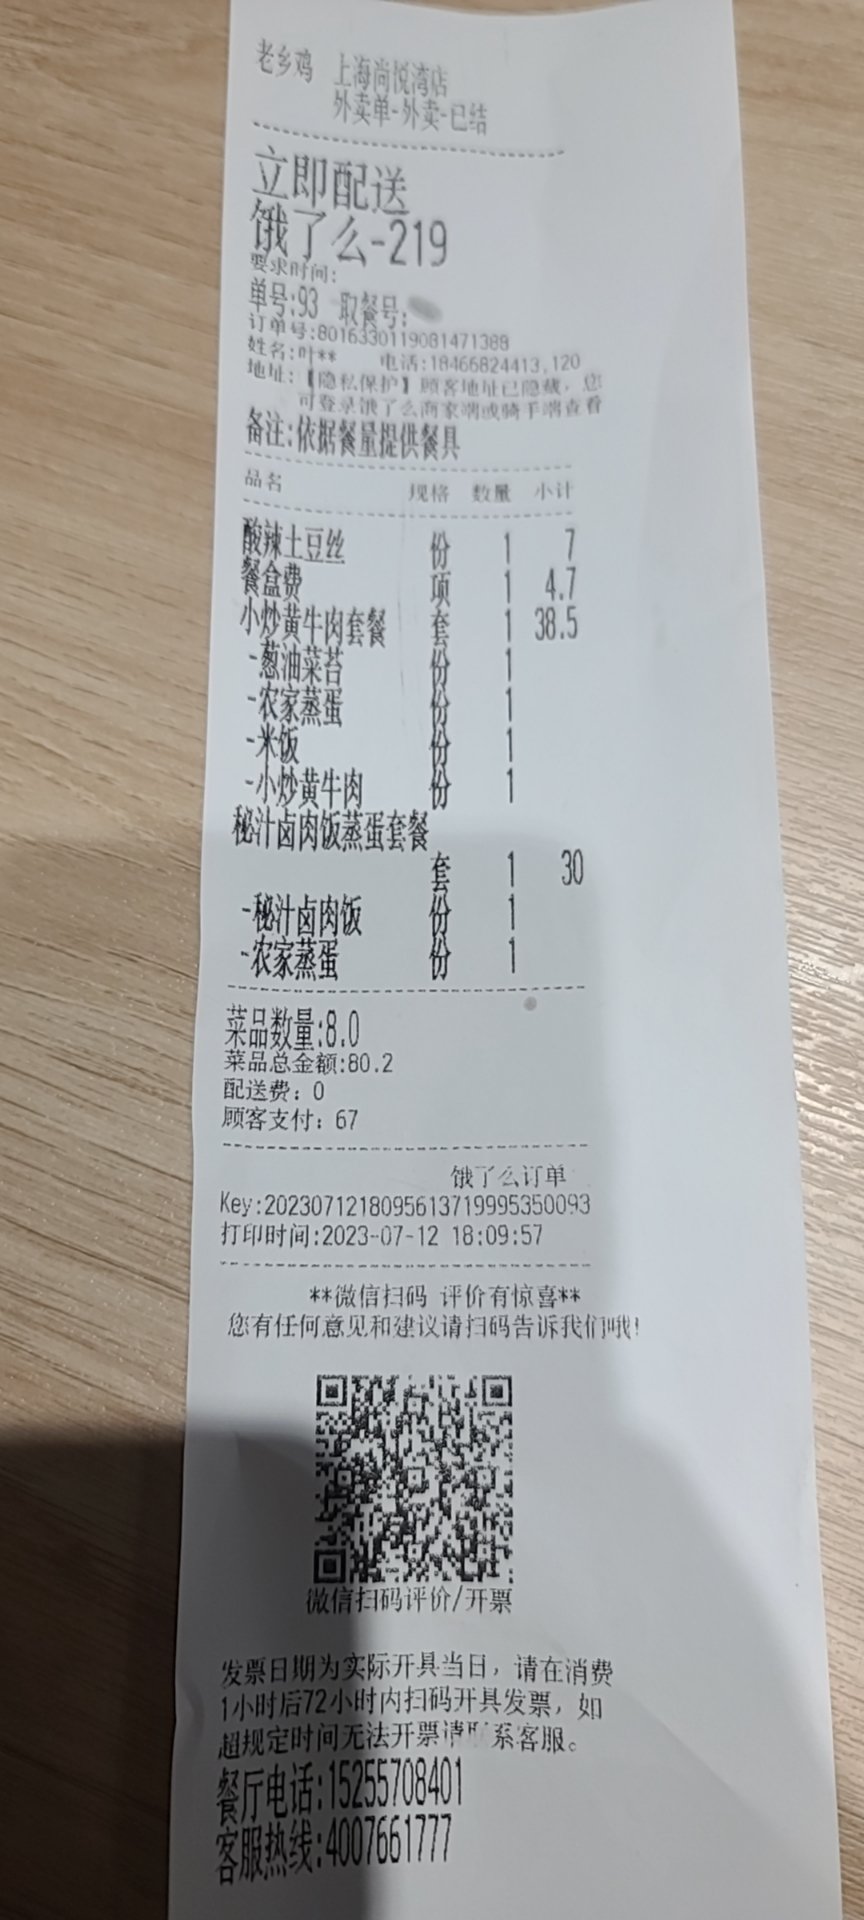 老乡鸡 上海尚悦湾店
外卖单-外卖-已结
立即配送
饿了么-219
要求时间:
单号:93 取餐号:
订单号:8016330119081471389
姓名:叶** 电话:18466824413,120
地址:【隐私保护】顾客地址已隐藏，您
可登录饿了么商家端或骑手端查看
备注:依据餐量提供餐具
品名 规格 数量 小计
酸辣土豆丝 份 1 7
餐盒费 项 1 4.7
小炒黄牛肉套餐 套 1 38.5
-葱油菜苔 份 1
-农家蒸蛋 份 1
-米饭 份 1
-小炒黄牛肉 份 1
秘汁卤肉饭蒸蛋套餐
套 1 30
-秘汁卤肉饭 份 1
-农家蒸蛋 份 1
菜品数量:8.0
菜品总金额:80.2
配送费: 0
顾客支付: 67
饿了么订单
Key:20230712180956137199953500​93
打印时间:2023-07-12 18:09:57
**微信扫码 评价有惊喜**
您有任何意见和建议请扫码告诉我们哦!
微信扫码评价/开票
发票日期为实际开具当日，请在消费
1小时后72小时内扫码开具发票，如
超规定时间无法开票请联系客服。
餐厅电话:15255708401
客服热线:4007661777